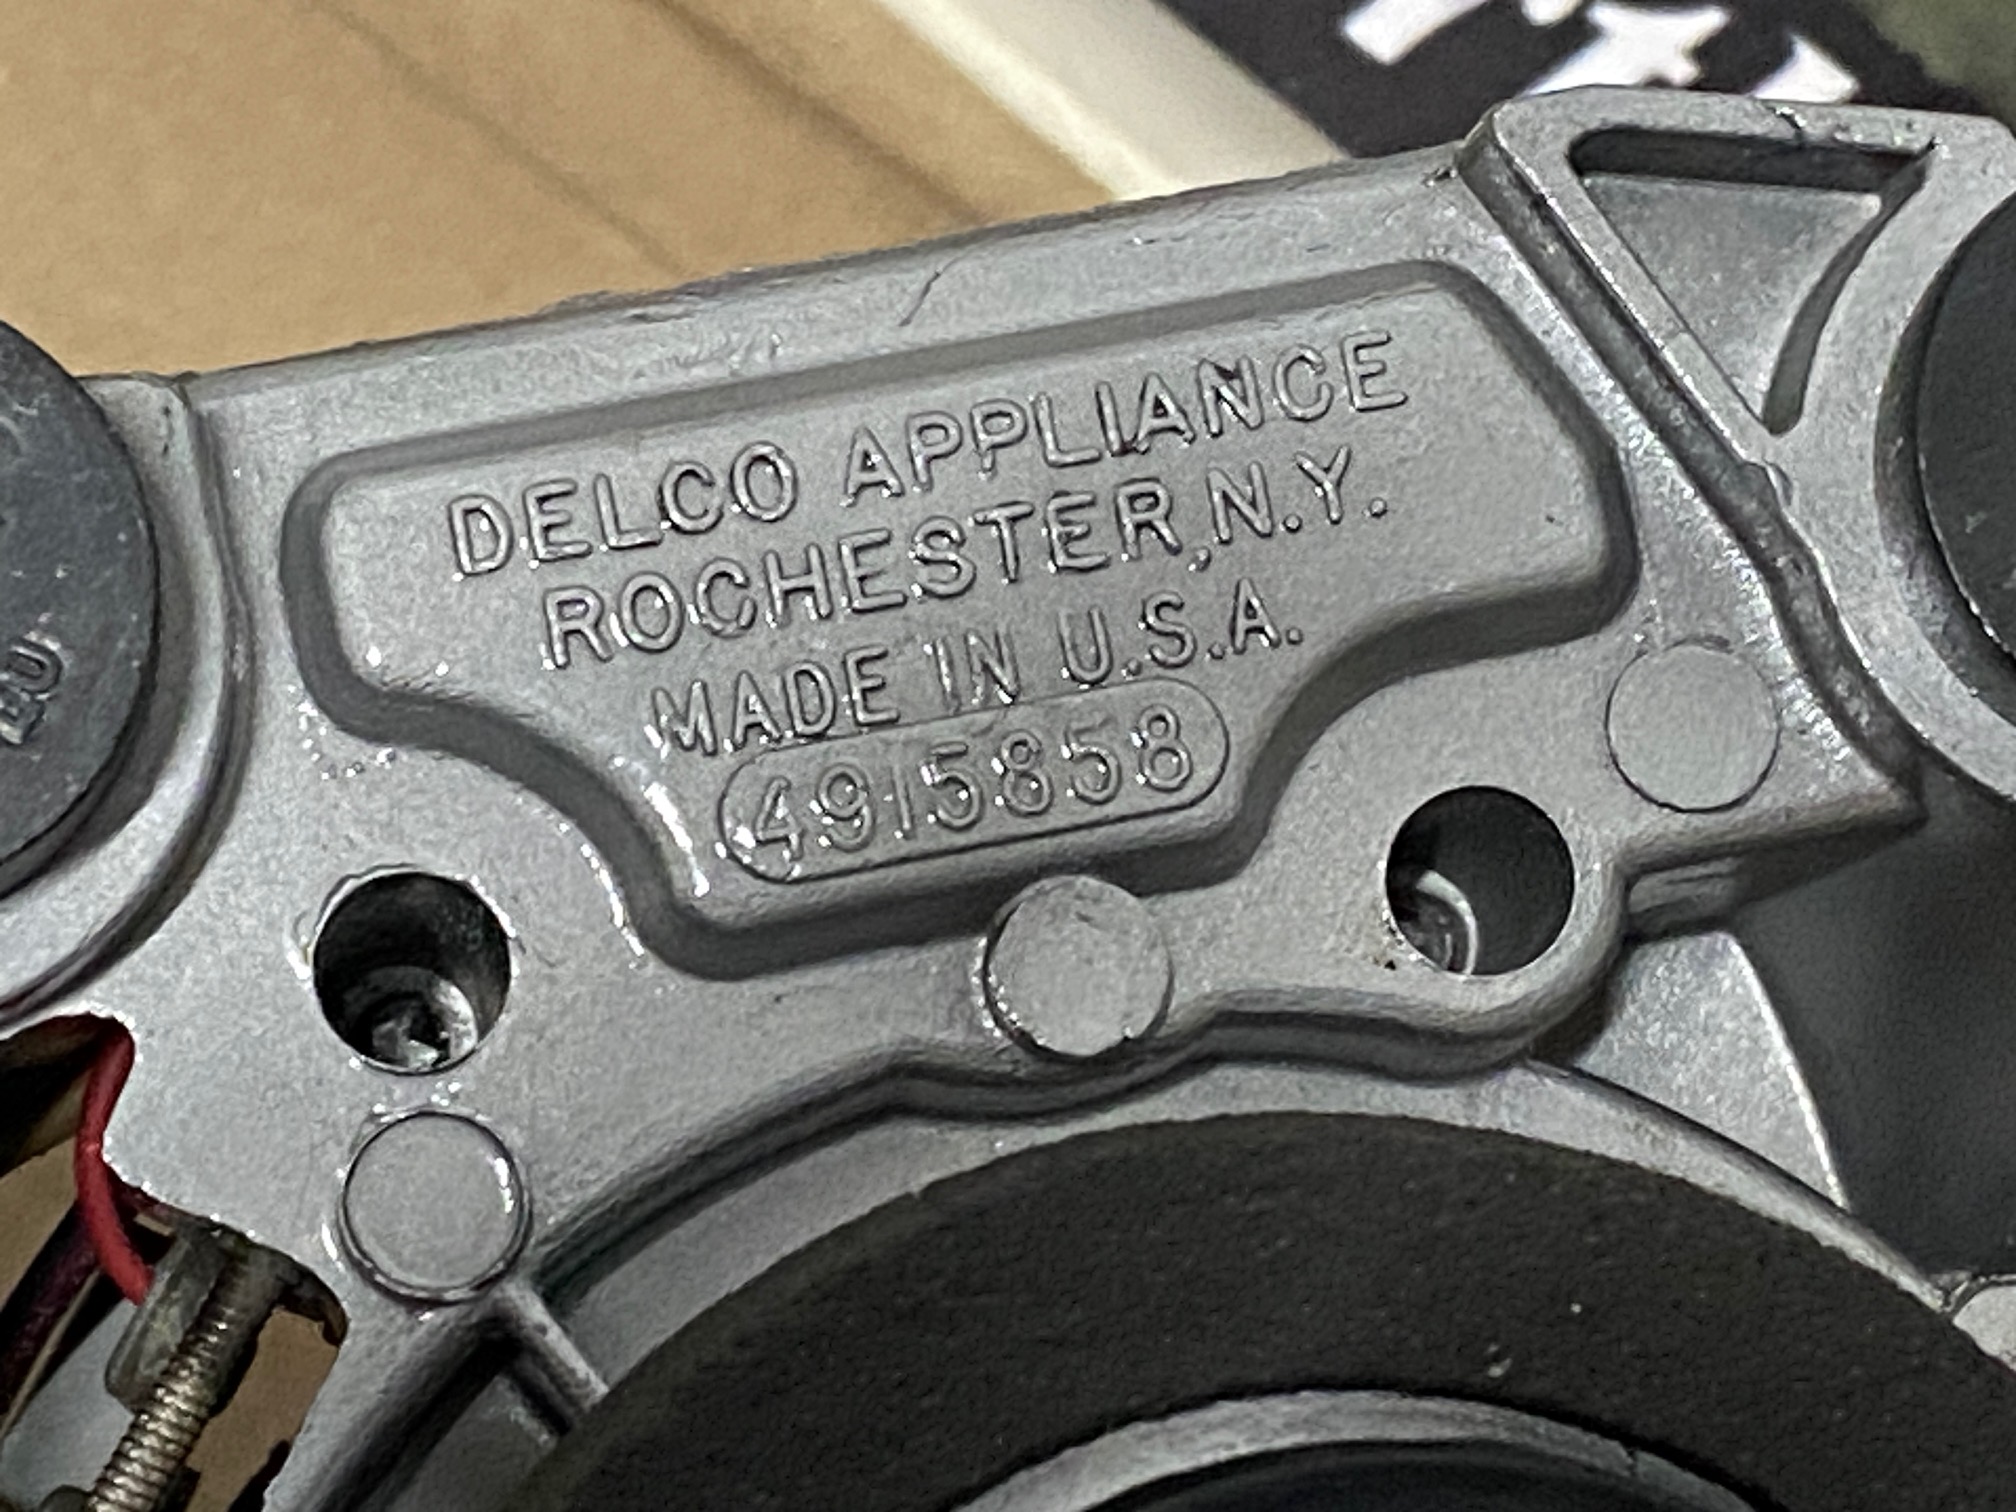 DELCO APPLIANCE
ROCHESTER, N.Y.
MADE IN U.S.A.
4915858